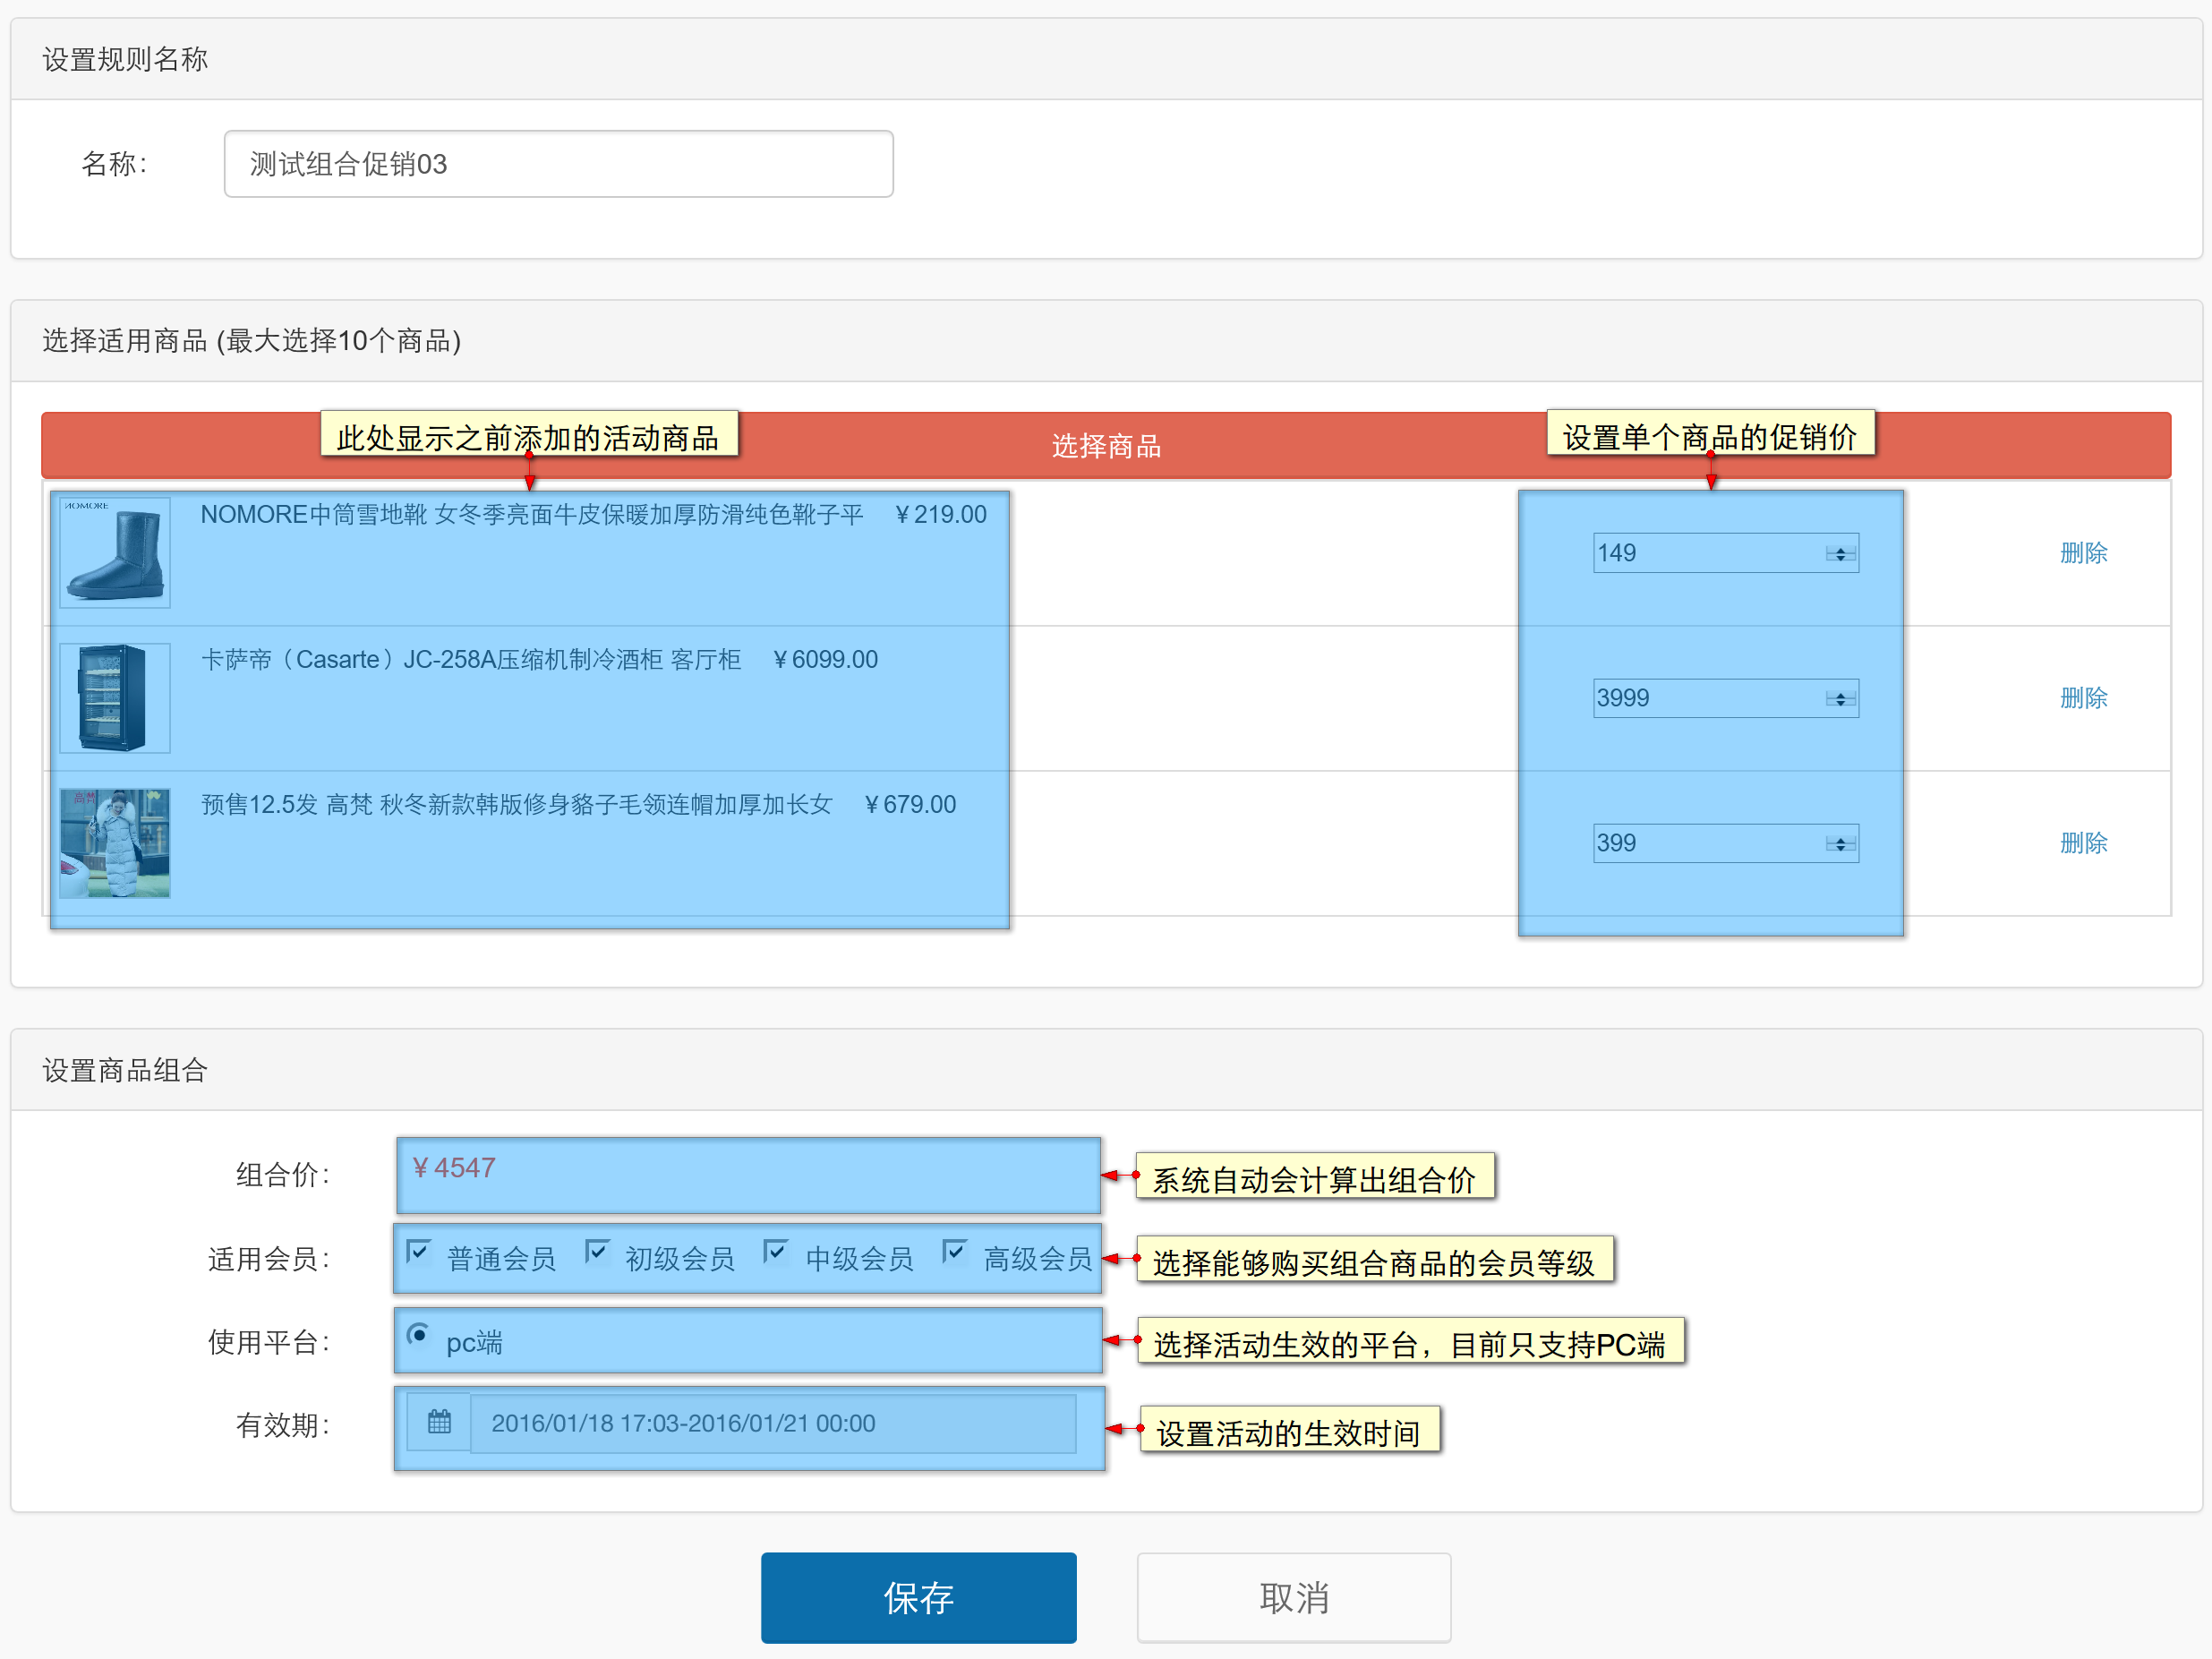 设置规则名称
名称：
测试组合促销03
选择适用商品 (最大选择10个商品)
此处显示之前添加的活动商品
选择商品
设置单个商品的促销价
NOMORE
NOMORE中筒雪地靴 女冬季亮面牛皮保暖加厚防滑纯色靴子平 ￥219.00
149
删除
卡萨帝（Casarte）JC-258A压缩机制冷酒柜 客厅柜 ￥6099.00
3999
删除
高梵
预售12.5发 高梵 秋冬新款韩版修身貉子毛领连帽加厚加长女 ￥679.00
399
删除
设置商品组合
组合价：
￥4547
系统自动会计算出组合价
适用会员：
普通会员 初级会员 中级会员 高级会员
选择能够购买组合商品的会员等级
使用平台：
pc端
选择活动生效的平台，目前只支持PC端
有效期：
2016/01/18 17:03-2016/01/21 00:00
设置活动的生效时间
保存
取消